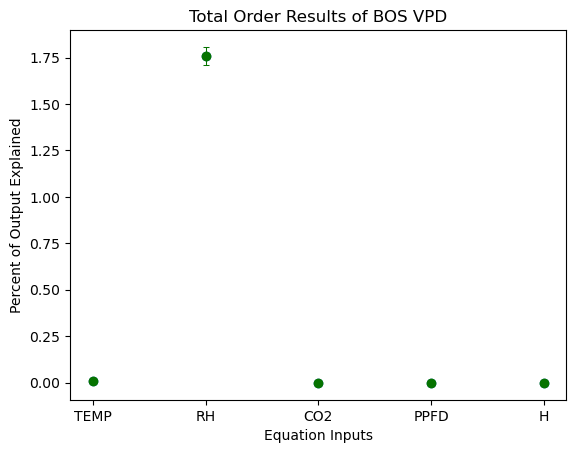 Total Order Results of BOS VPD
Percent of Output Explained
1.75
1.50
1.25
1.00
0.75
0.50
0.25
0.00
TEMP RH CO2 PPFD H
Equation Inputs